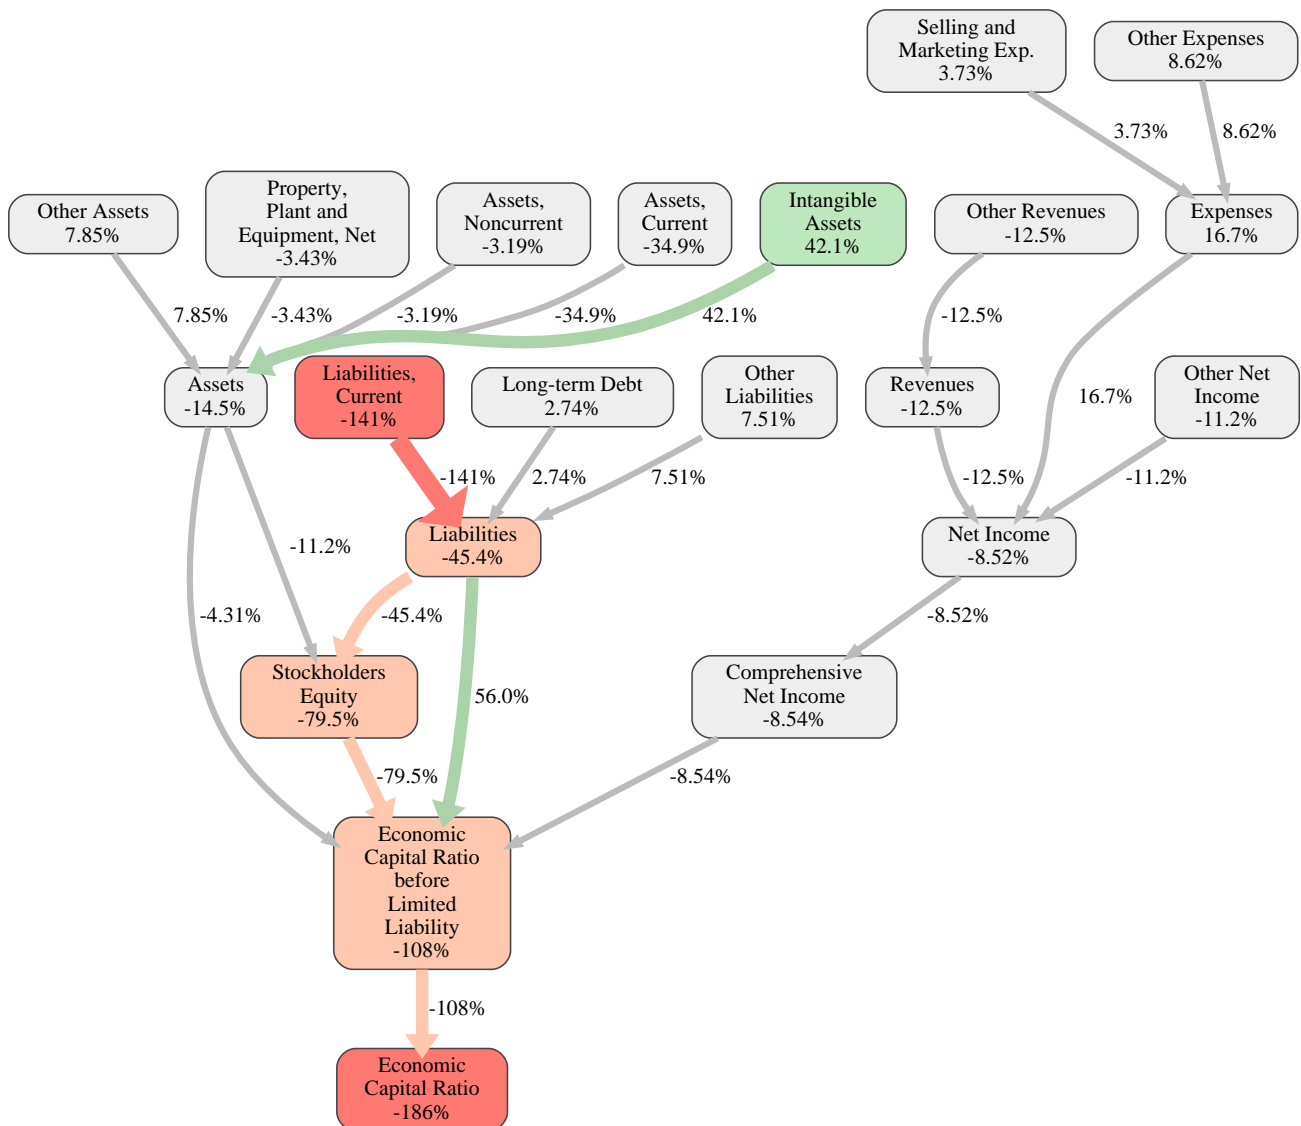 Selling and
Marketing Exp.
3.73%
Other Expenses
8.62%
3.73%
8.62%
Other Assets
7.85%
Property,
Plant and
Equipment, Net
-3.43%
Assets,
Noncurrent
-3.19%
Assets,
Current
-34.9%
Intangible
Assets
42.1%
Other Revenues
-12.5%
Expenses
16.7%
7.85%
-3.43%
-3.19%
-34.9%
42.1%
-12.5%
Assets
-14.5%
Liabilities,
Current
-141%
Long-term Debt
2.74%
Other
Liabilities
7.51%
Revenues
-12.5%
16.7%
Other Net
Income
-11.2%
-141%
2.74%
7.51%
-12.5%
-11.2%
-11.2%
Liabilities
-45.4%
Net Income
-8.52%
-4.31%
-45.4%
-8.52%
Stockholders
Equity
-79.5%
56.0%
Comprehensive
Net Income
-8.54%
-79.5%
-8.54%
Economic
Capital Ratio
before
Limited
Liability
-108%
-108%
Economic
Capital Ratio
-186%